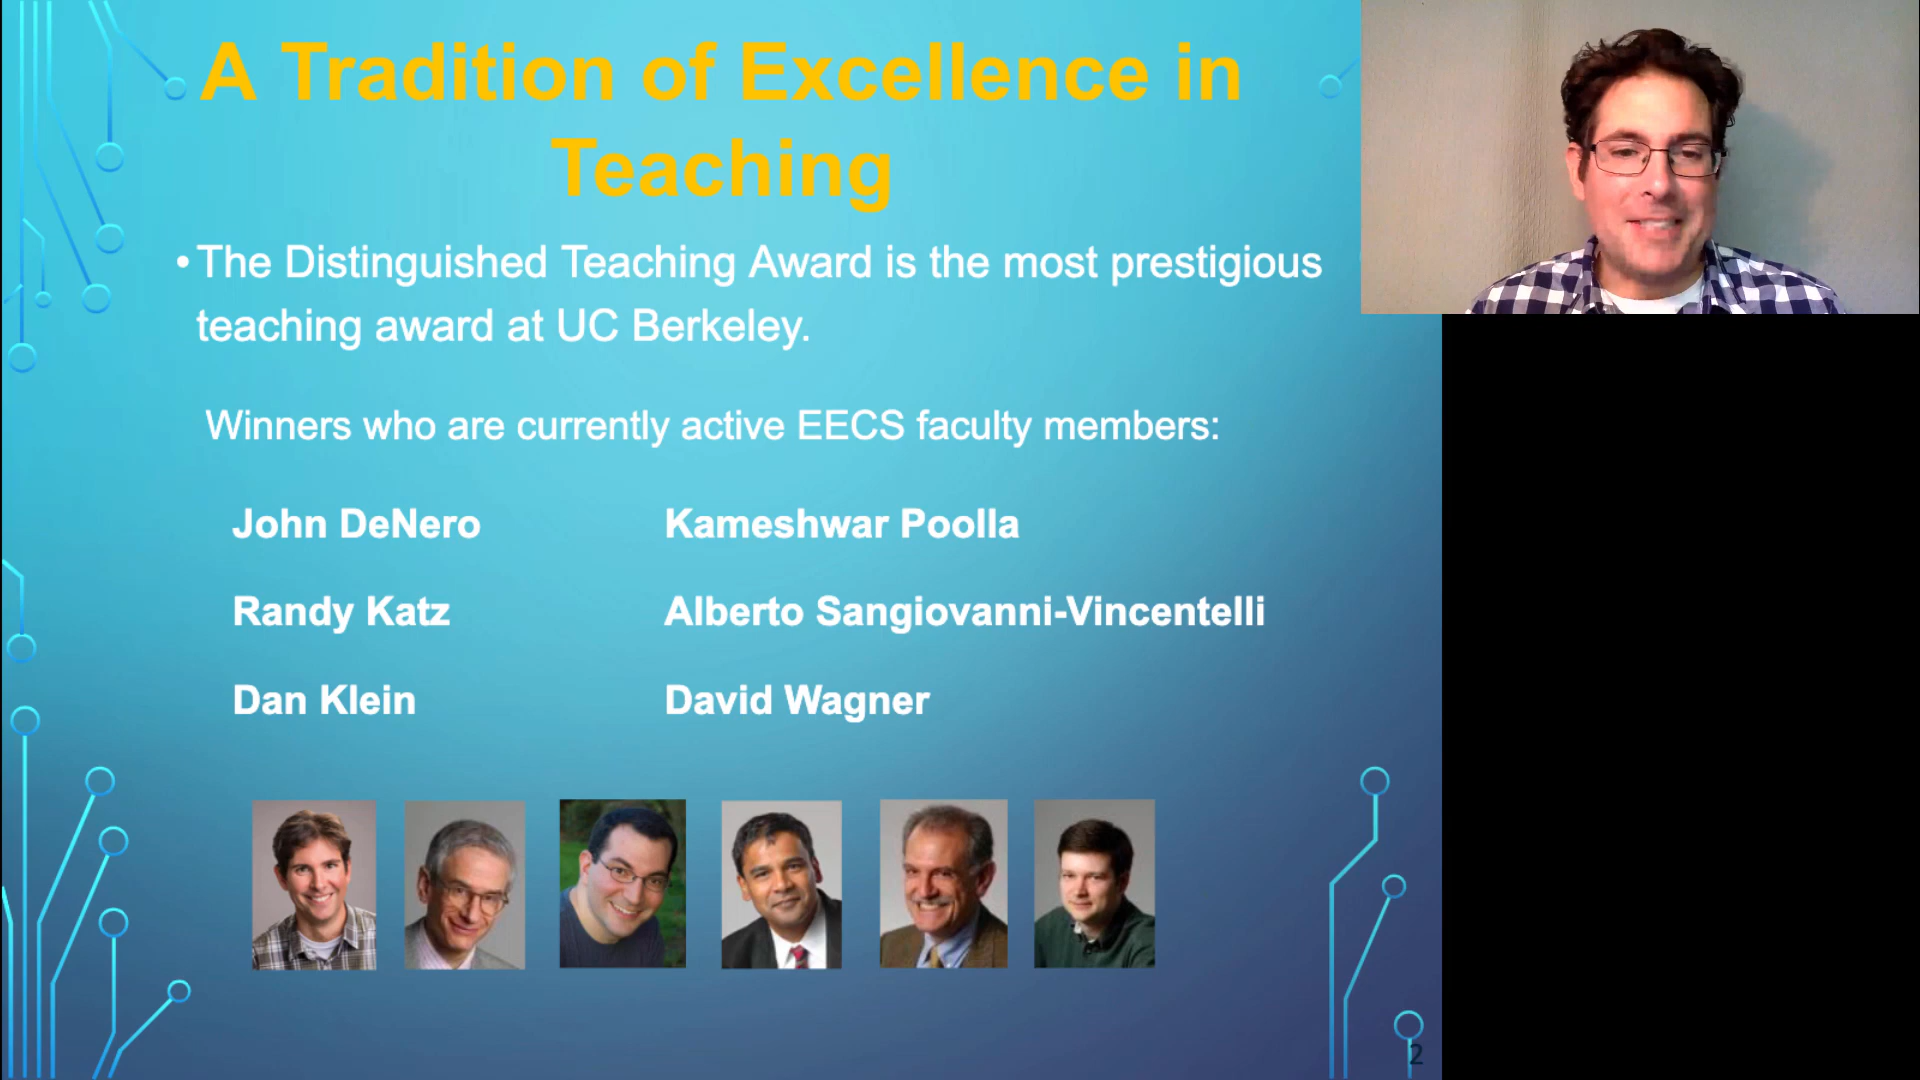 A Tradition of Excellence in
Teaching
• The Distinguished Teaching Award is the most prestigious
teaching award at UC Berkeley.
Winners who are currently active EECS faculty members:
John DeNero
Kameshwar Poolla
Randy Katz
Alberto Sangiovanni-Vincentelli
Dan Klein
David Wagner
2